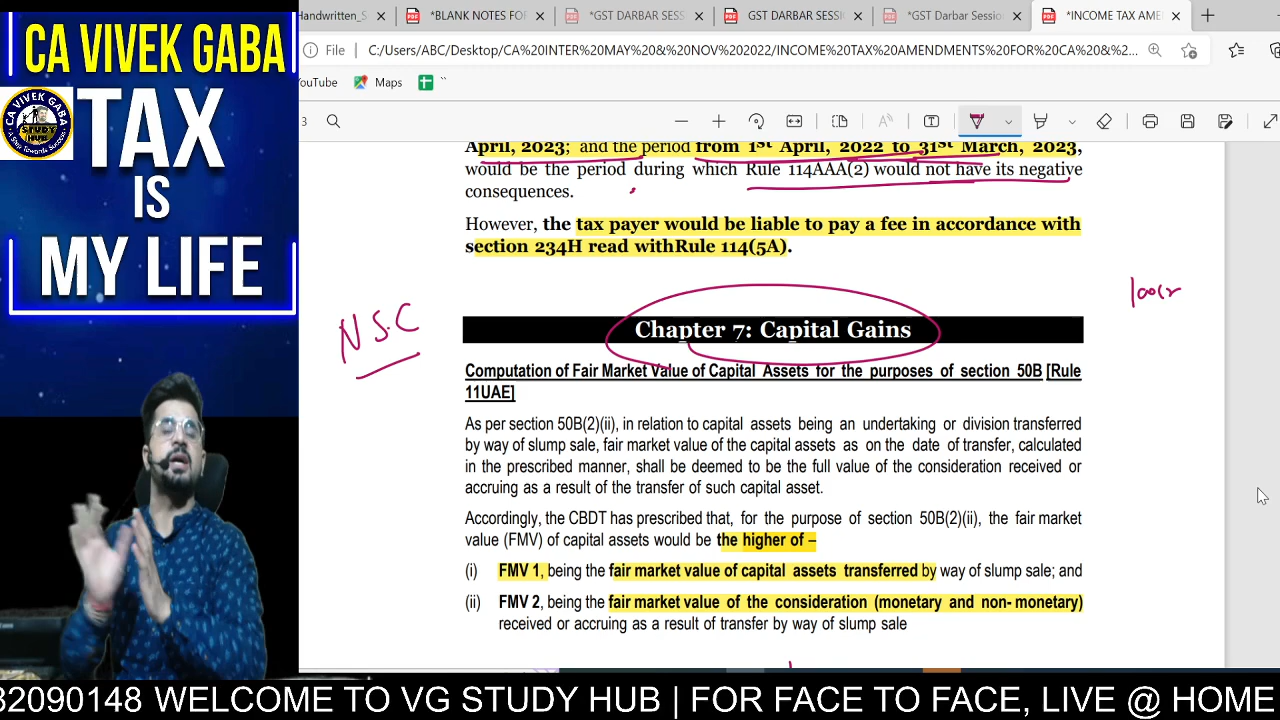 CA VIVEK GABA
CA VIVEK GABA
STUDY
HUB
TAX
IS
MY LIFE
Handwritten_S
*BLANK NOTES FO
*GST DARBAR SESS
GST DARBAR SESSI
*GST Darbar Sessio
*INCOME TAX AME
File C:/Users/ABC/Desktop/CA%20INTER%20MAY%20&%20NOV%202022/INCOME%20TAX%20AMENDMENTS%20FOR%20CA%20&%2...
YouTube Maps ``
3
April, 2023; and the period from 1st April, 2022 to 31st March, 2023,
would be the period during which Rule 114AAA(2) would not have its negative
consequences.
However, the tax payer would be liable to pay a fee in accordance with
section 234H read withRule 114(5A).
100cr
NSC
Chapter 7: Capital Gains
Computation of Fair Market Value of Capital Assets for the purposes of section 50B [Rule
11UAE]
As per section 50B(2)(ii), in relation to capital assets being an undertaking or division transferred
by way of slump sale, fair market value of the capital assets as on the date of transfer, calculated
in the prescribed manner, shall be deemed to be the full value of the consideration received or
accruing as a result of the transfer of such capital asset.
Accordingly, the CBDT has prescribed that, for the purpose of section 50B(2)(ii), the fair market
value (FMV) of capital assets would be the higher of –
(i) FMV 1, being the fair market value of capital assets transferred by way of slump sale; and
(ii) FMV 2, being the fair market value of the consideration (monetary and non- monetary)
received or accruing as a result of transfer by way of slump sale
82090148 WELCOME TO VG STUDY HUB | FOR FACE TO FACE, LIVE @ HOME